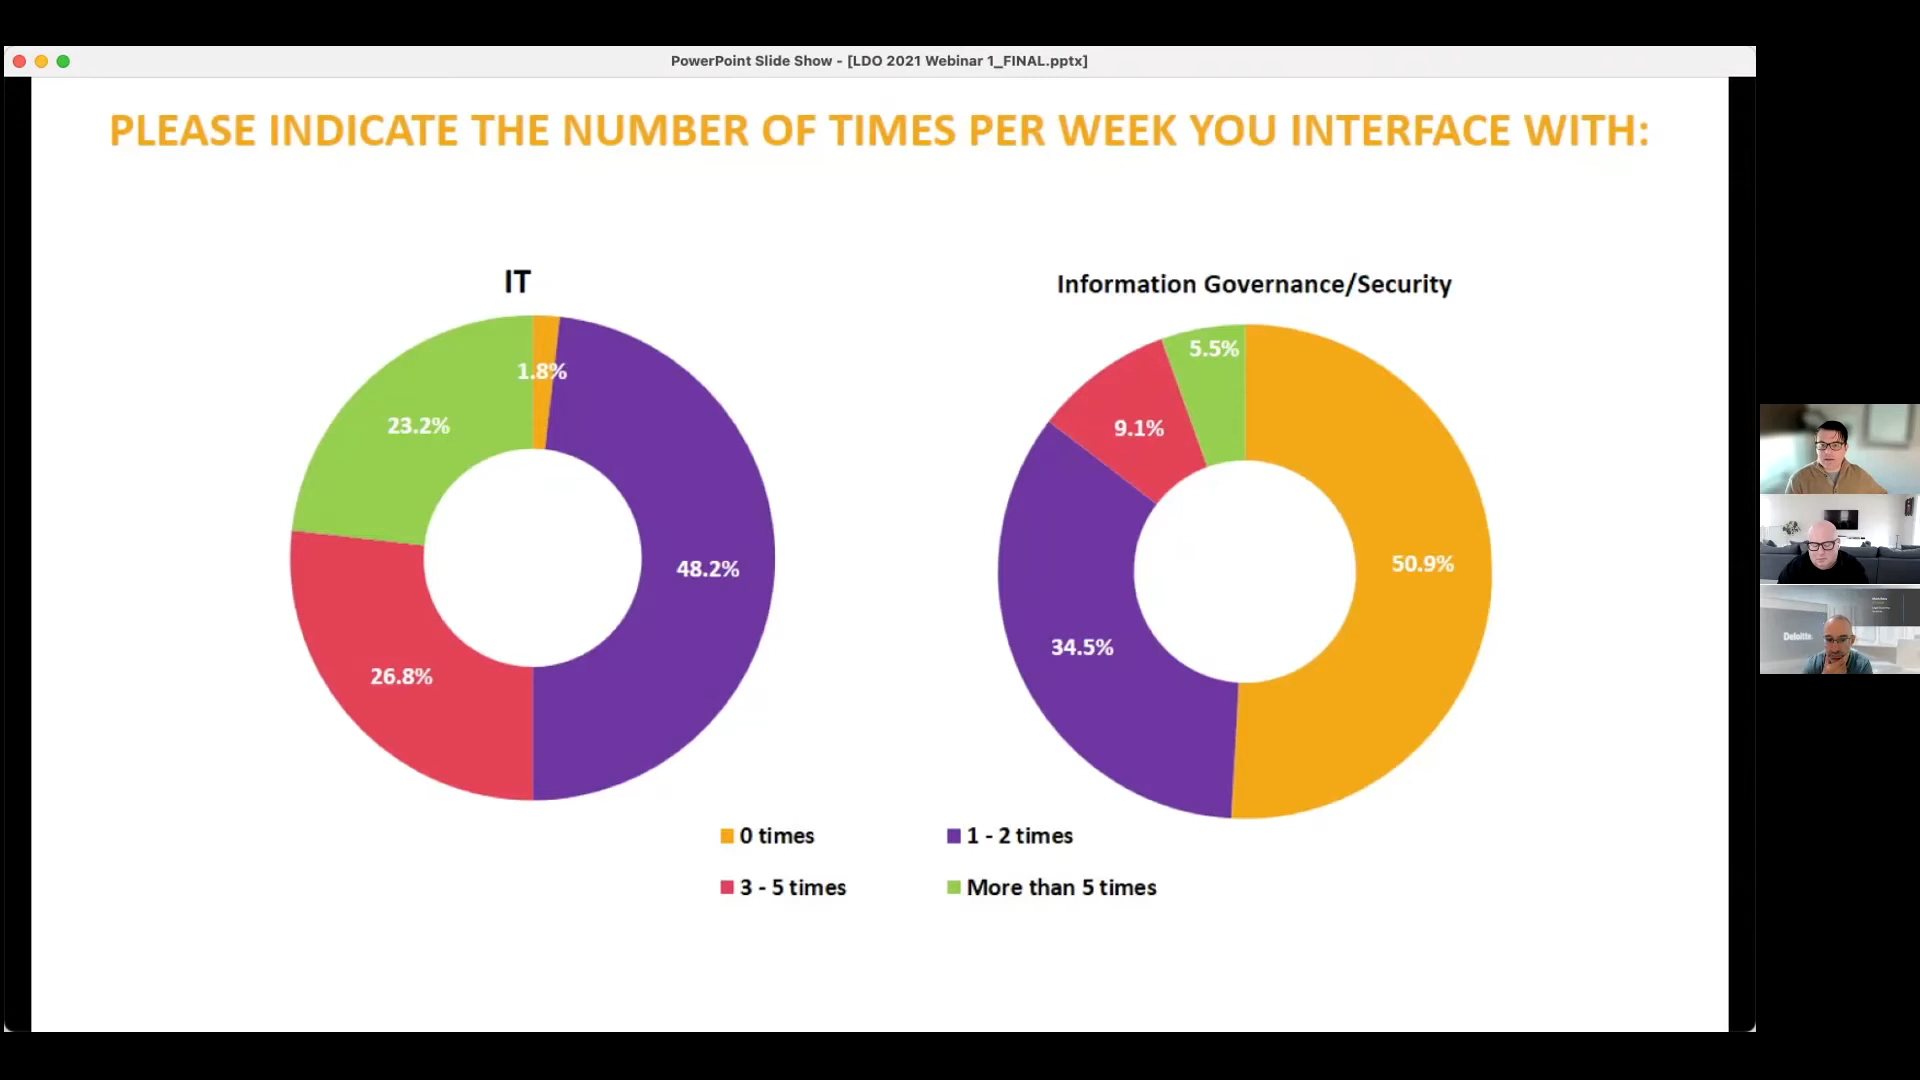 PowerPoint Slide Show - [LDO 2021 Webinar 1_FINAL.pptx]
PLEASE INDICATE THE NUMBER OF TIMES PER WEEK YOU INTERFACE WITH:
IT
1.8%
23.2%
48.2%
26.8%
Information Governance/Security
5.5%
9.1%
50.9%
34.5%
0 times
1 - 2 times
3 - 5 times
More than 5 times
Deloitte.